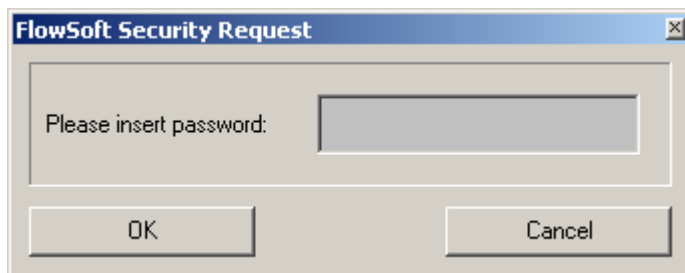 FlowSoft Security Request
Please insert password:
OK
Cancel